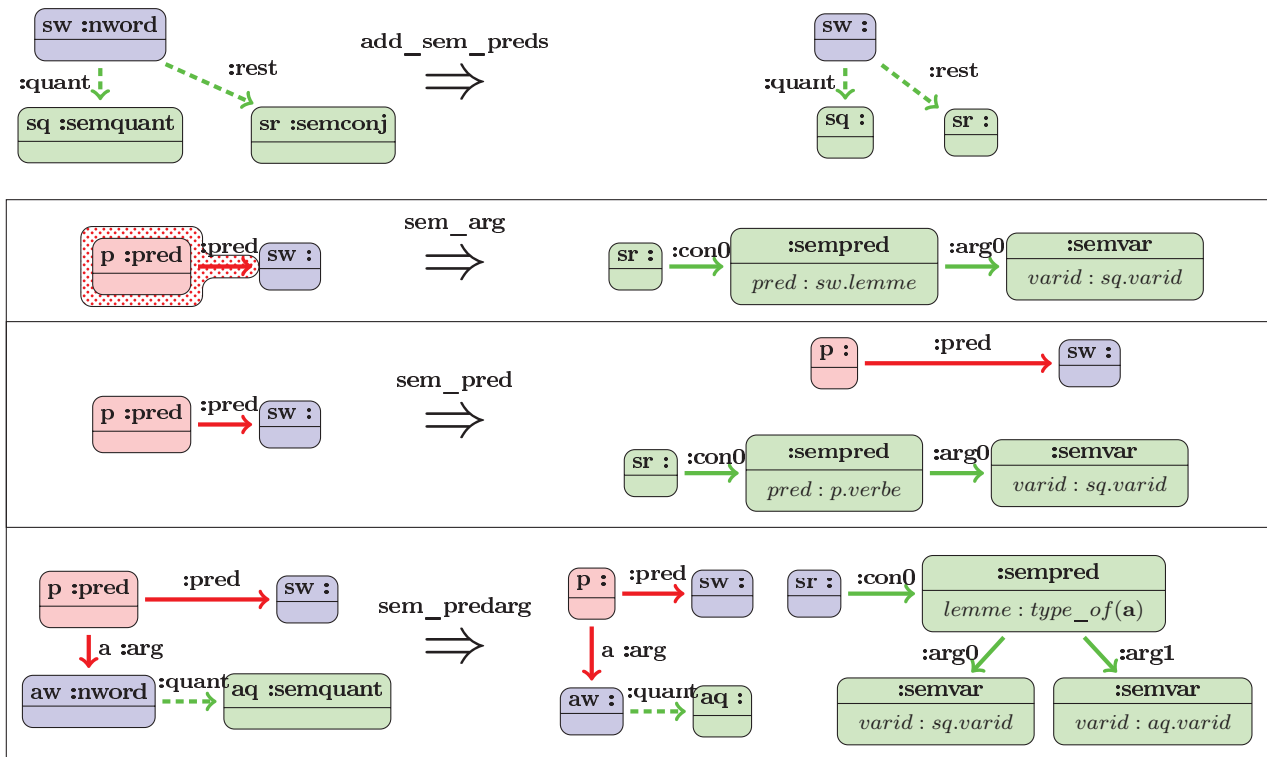 sw :nword
:quant
:rest
sq :semquant
sr :semconj
add_sem_preds
⇒
sw :
:quant
:rest
sq :
sr :
p :pred
:pred
sw :
sem_arg
⇒
sr :
:con0
:sempred
pred : sw.lemme
:arg0
:semvar
varid : sq.varid
p :pred
:pred
sw :
sem_pred
⇒
p :
:pred
sw :
sr :
:con0
:sempred
pred : p.verbe
:arg0
:semvar
varid : sq.varid
p :pred
:pred
sw :
a :arg
aw :nword
:quant
aq :semquant
sem_predarg
⇒
p :
:pred
sw :
a :arg
aw :
:quant
aq :
sr :
:con0
:sempred
lemme : type_of(a)
:arg0
:arg1
:semvar
varid : sq.varid
:semvar
varid : aq.varid